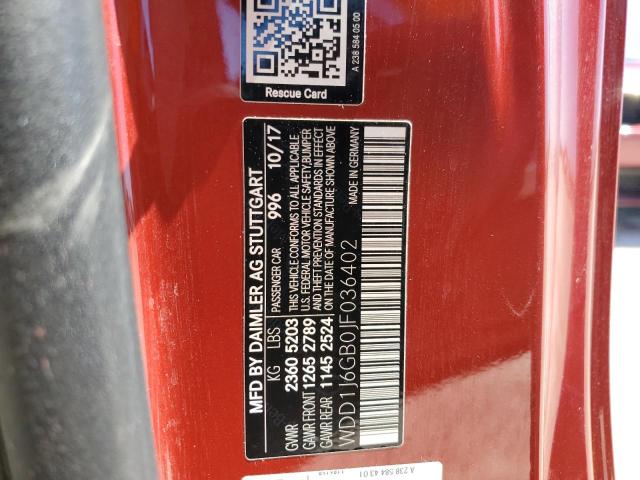 A 238 584 05 00
Rescue Card
MFD BY DAIMLER AG STUTTGART
KG LBS PASSENGER CAR 996 10/17
GVWR 2360 5203 THIS VEHICLE CONFORMS TO ALL APPLICABLE
GAWR FRONT 1265 2789 U.S. FEDERAL MOTOR VEHICLE SAFETY, BUMPER
AND THEFT PREVENTION STANDARDS IN EFFECT
GAWR REAR 1145 2524 ON THE DATE OF MANUFACTURE SHOWN ABOVE
MADE IN GERMANY
WDD1J6GB0JF036402
A 238 584 43 01